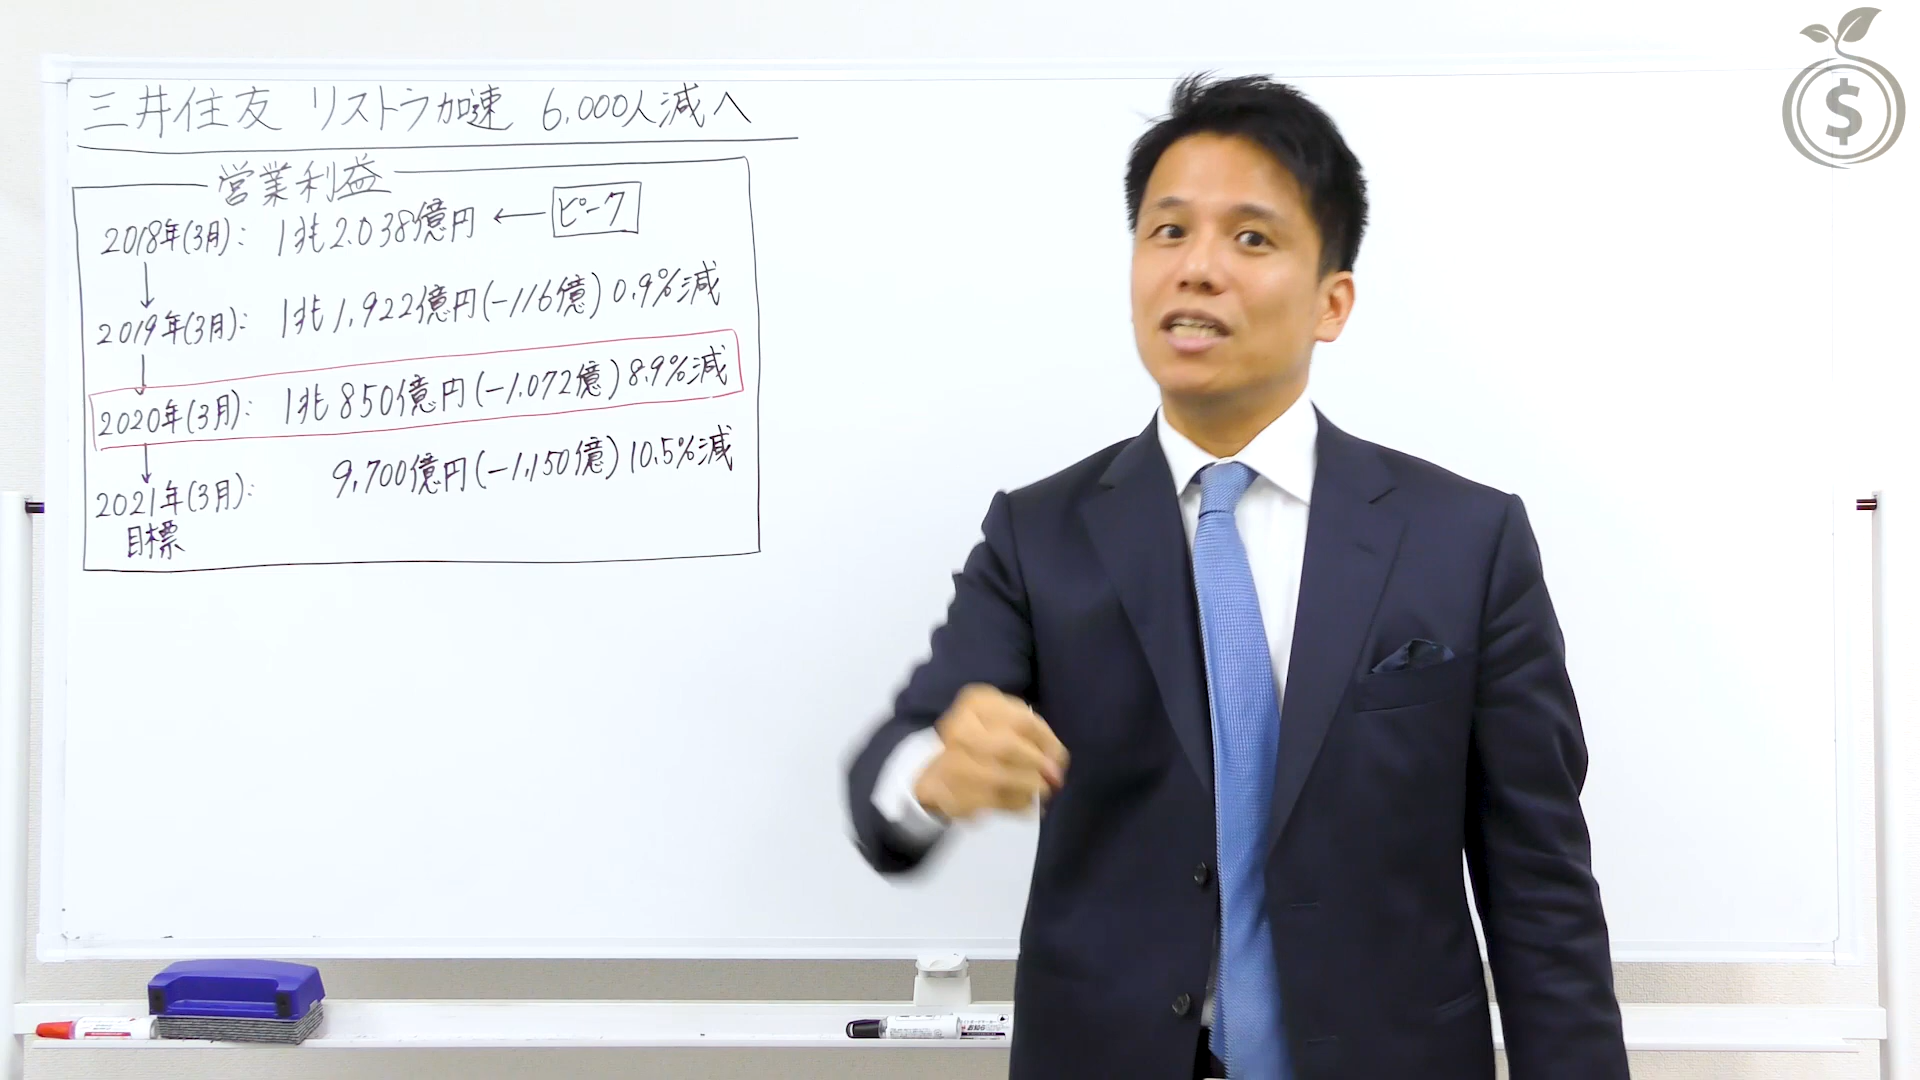 三井住友 リストラ加速 6,000人減へ
営業利益
2018年(3月): 1兆2,038億円 ← ピーク
2019年(3月): 1兆1,922億円(-116億) 0.9%減
2020年(3月): 1兆850億円(-1,072億) 8.9%減
2021年(3月): 9,700億円(-1,150億) 10.5%減
目標
$